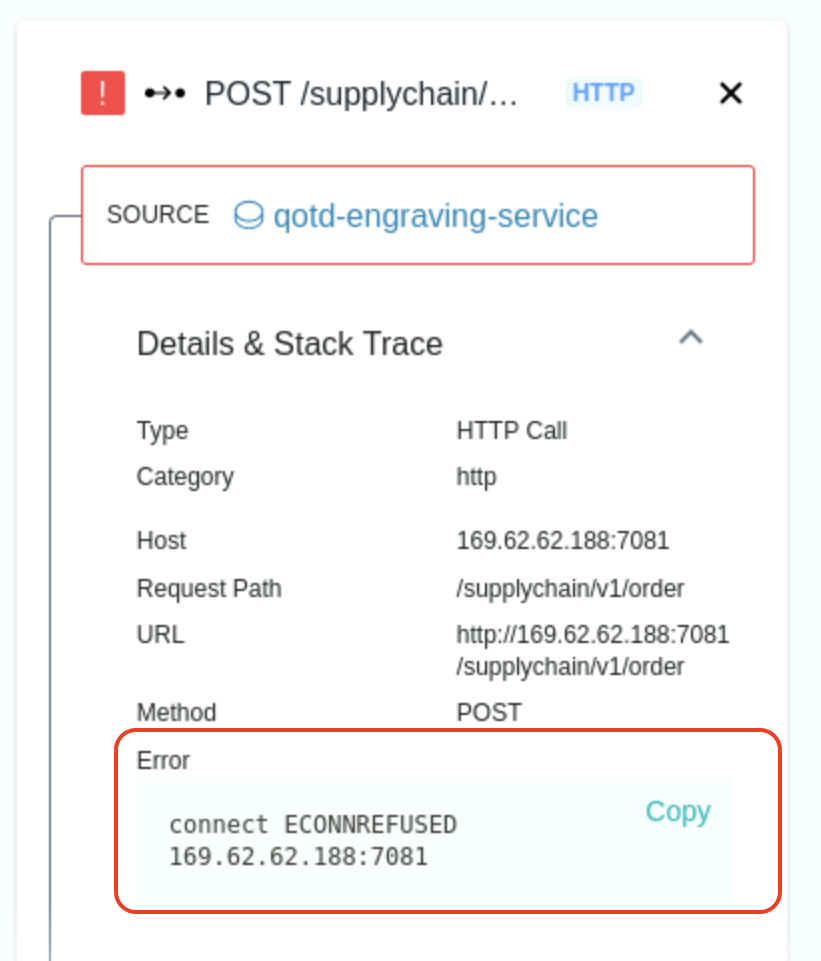 ! POST /supplychain/... HTTP
SOURCE qotd-engraving-service
Details & Stack Trace
Type HTTP Call
Category http
Host 169.62.62.188:7081
Request Path /supplychain/v1/order
URL http://169.62.62.188:7081
/supplychain/v1/order
Method POST
Error
Copy
connect ECONNREFUSED
169.62.62.188:7081